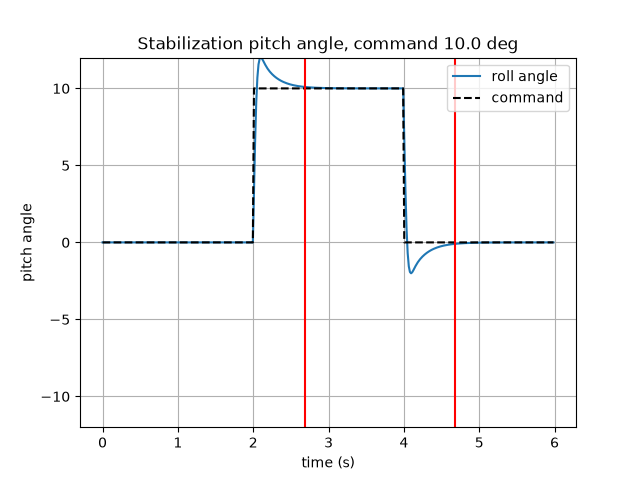 Stabilization pitch angle, command 10.0 deg
roll angle
command
10
5
0
−5
−10
pitch angle
0 1 2 3 4 5 6
time (s)